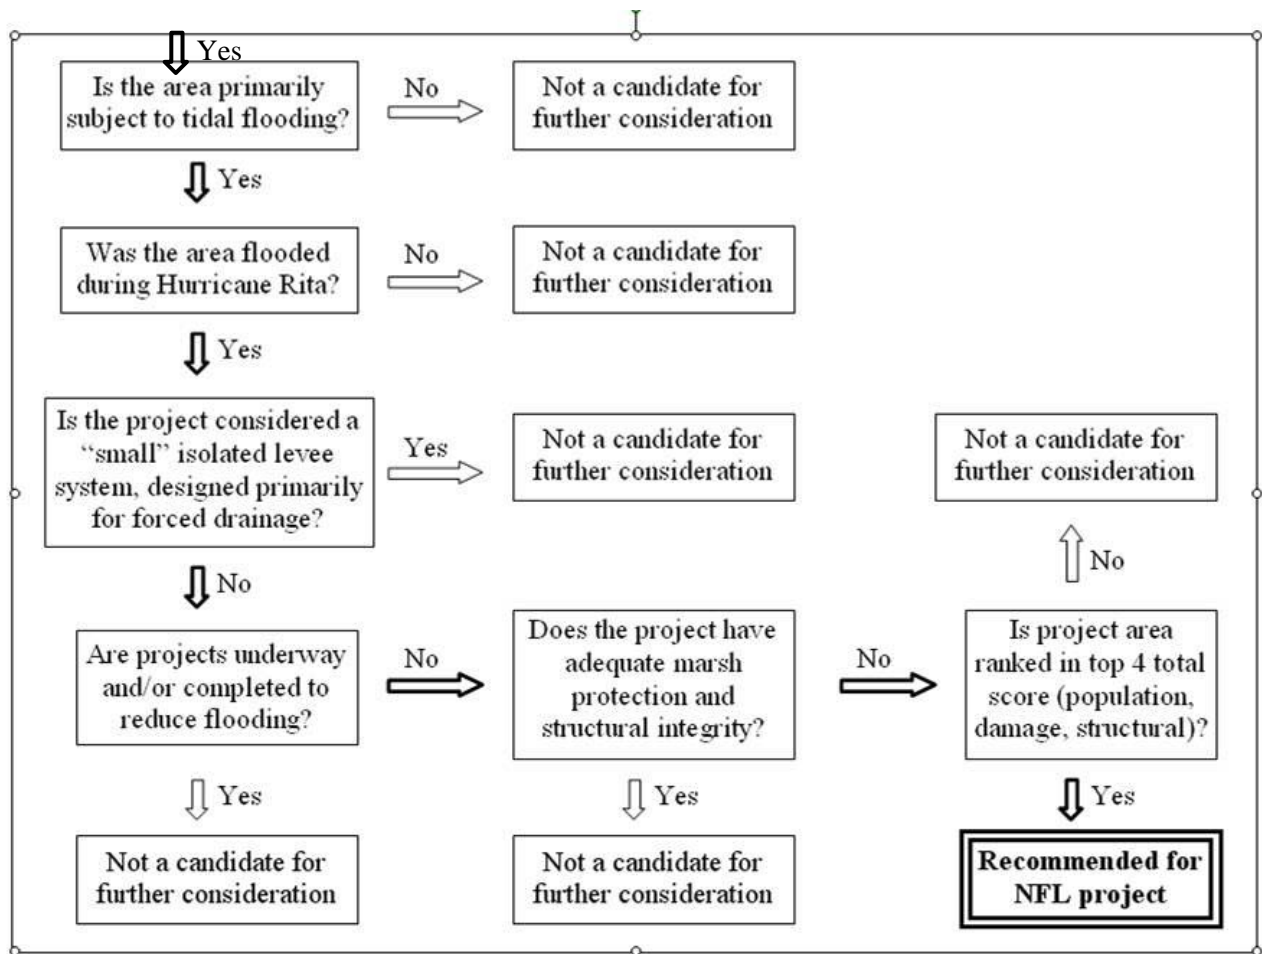 Yes
Is the area primarily
subject to tidal flooding?
No
Not a candidate for
further consideration
Yes
Was the area flooded
during Hurricane Rita?
No
Not a candidate for
further consideration
Yes
Is the project considered a
“small” isolated levee
system, designed primarily
for forced drainage?
Yes
Not a candidate for
further consideration
Not a candidate for
further consideration
No
No
Are projects underway
and/or completed to
reduce flooding?
No
Does the project have
adequate marsh
protection and
structural integrity?
No
Is project area
ranked in top 4 total
score (population,
damage, structural)?
Yes
Yes
Yes
Not a candidate for
further consideration
Not a candidate for
further consideration
Recommended for
NFL project